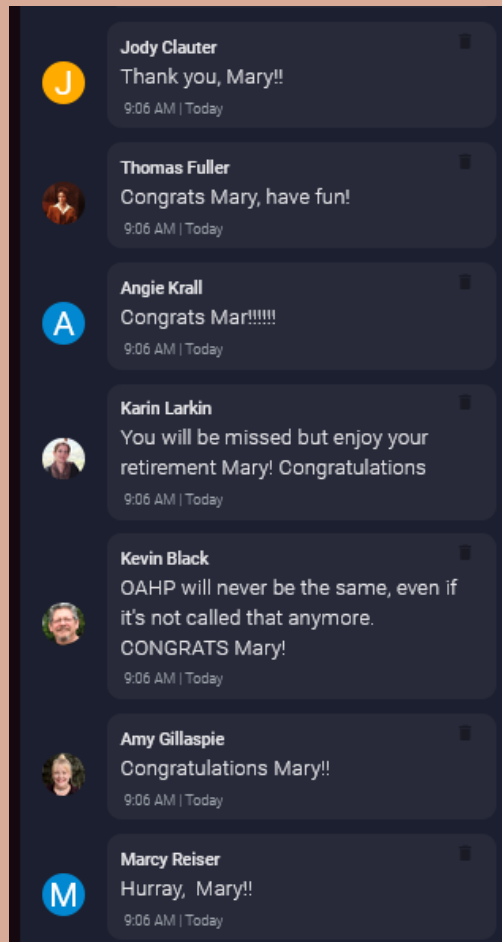 Jody Clauter
J
Thank you, Mary!!
9:06 AM | Today
Thomas Fuller
Congrats Mary, have fun!
9:06 AM | Today
Angie Krall
A
Congrats Mar!!!!!!
9:06 AM | Today
Karin Larkin
You will be missed but enjoy your
retirement Mary! Congratulations
9:06 AM | Today
Kevin Black
OAHP will never be the same, even if
it's not called that anymore.
CONGRATS Mary!
9:06 AM | Today
Amy Gillaspie
Congratulations Mary!!
9:06 AM | Today
Marcy Reiser
M
Hurray,  Mary!!
9:06 AM | Today